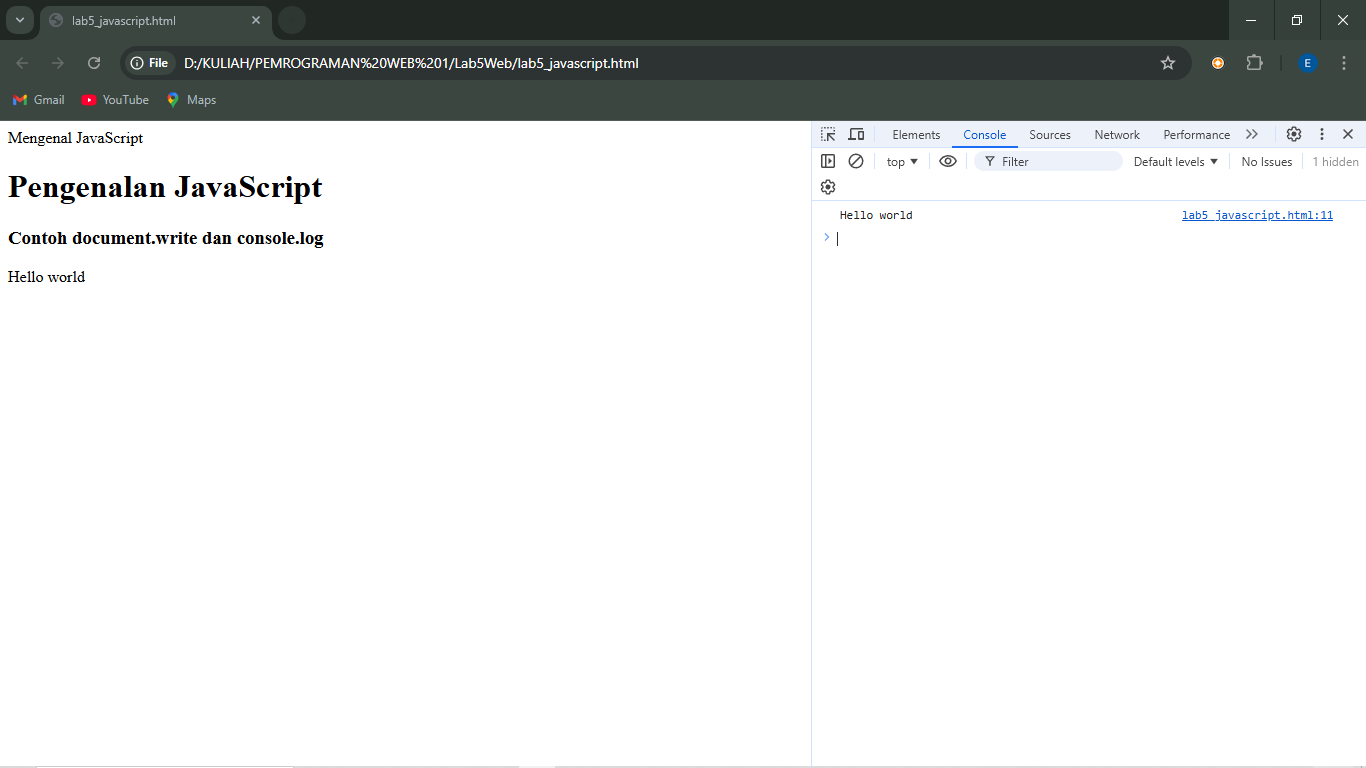 lab5_javascript.html
File D:/KULIAH/PEMROGRAMAN%20WEB%201/Lab5Web/lab5_javascript.html
E
Gmail YouTube Maps
Mengenal JavaScript
Pengenalan JavaScript
Contoh document.write dan console.log
Hello world
Elements Console Sources Network Performance
top Filter Default levels No Issues 1 hidden
Hello world lab5_javascript.html:11